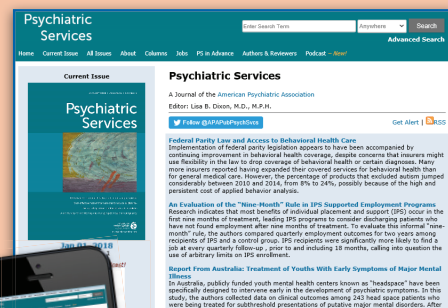 Psychiatric
Services
Enter Search Term
Anywhere
Search
Advanced Search
Home Current Issue All Issues About Columns Jobs PS in Advance Authors & Reviewers Podcast – New!
Current Issue
Psychiatric
Services
Jan 01, 2018
Psychiatric Services
A Journal of the American Psychiatric Association
Editor: Lisa B. Dixon, M.D., M.P.H.
Follow @APAPubPsychSvcs
Get Alert | RSS
Federal Parity Law and Access to Behavioral Health Care
Implementation of federal parity legislation appears to have been accompanied by
continuing improvement in behavioral health coverage, despite concerns that insurers might
use flexibility in the law to drop coverage of behavioral health or certain diagnoses. Many
more insurers reported having expanded their covered services for behavioral health than
for general medical care. However, the percentage of products that excluded autism jumped
considerably between 2010 and 2014, from 8% to 24%, possibly because of the high and
persistent cost of applied behavior analysis.
An Evaluation of the "Nine-Month" Rule in IPS Supported Employment Programs
Research indicates that most benefits of individual placement and support (IPS) occur in the
first nine months of treatment, leading IPS programs to consider discharging patients who
have not found employment after nine months of treatment. To evaluate this informal "nine-
month" rule, the authors compared quarterly employment outcomes for two years among
recipients of IPS and a control group. IPS recipients were significantly more likely to find a
job at every quarterly follow-up , prior to and including 18 months, calling into question the
use of arbitrary limits on IPS enrollment.
Report From Australia: Treatment of Youths With Early Symptoms of Major Mental
Illness
In Australia, publicly funded youth mental health centers known as "headspace" have been
specifically designed to intervene early in the development of psychiatric symptoms. In this
study, the authors collected data on clinical outcomes among 243 head space patients who
were being treated for subthreshold presentations of putative major mental disorders. After